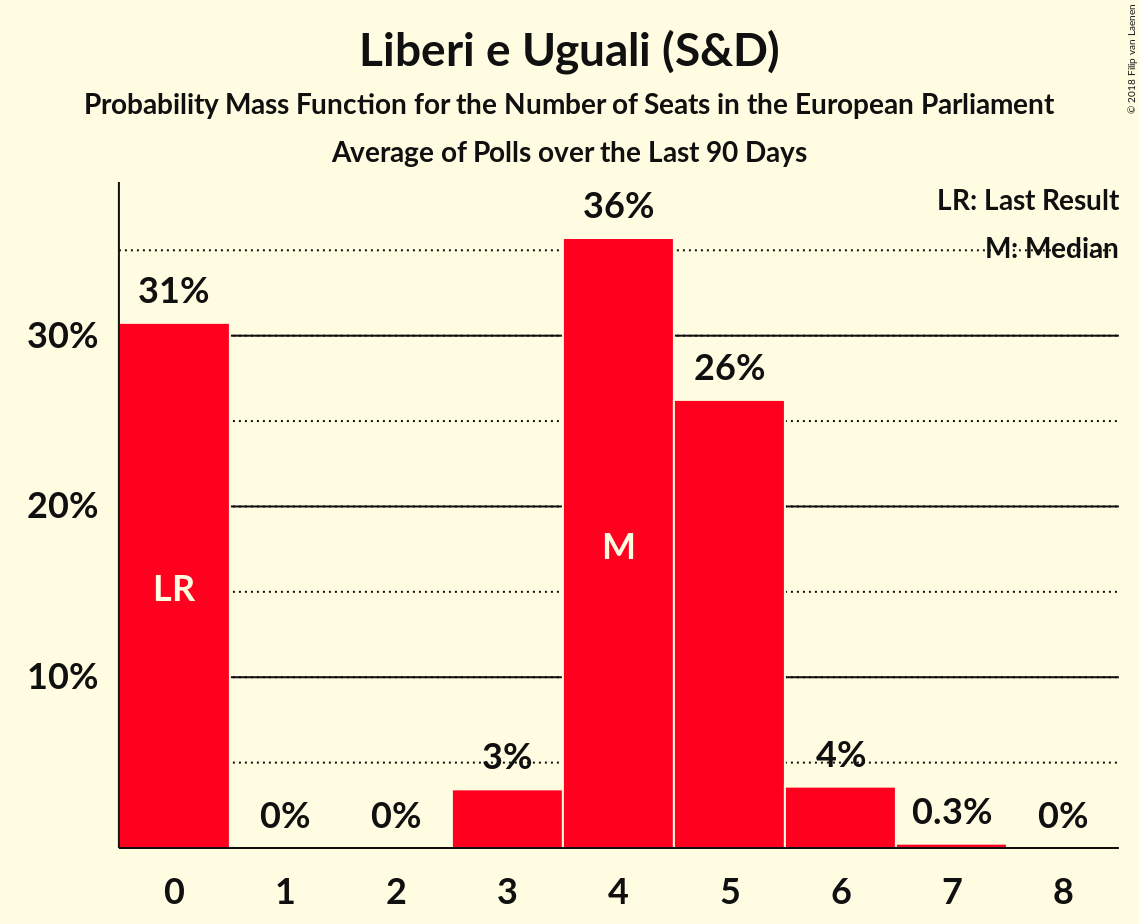 Liberi e Uguali (S&D)
Probability Mass Function for the Number of Seats in the European Parliament
Average of Polls over the Last 90 Days
© 2018 Filip van Laenen
LR: Last Result
M: Median
36%
31%
30%
26%
20%
M
LR
10%
3%
4%
0%
0%
0.3%
0%
0 1 2 3 4 5 6 7 8